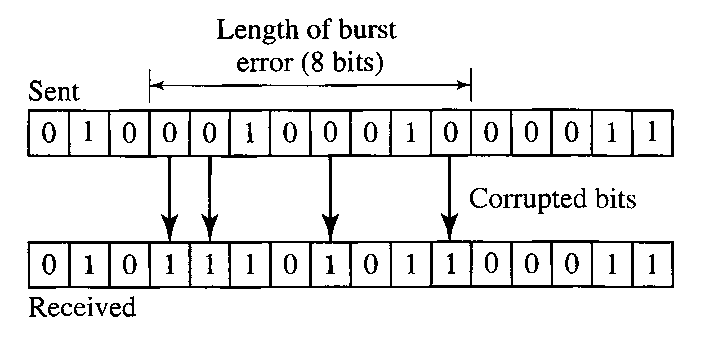 Length of burst
error (8 bits)
Sent
0 1 0 0 0 1 0 0 0 1 0 0 0 0 1 1
Corrupted bits
0 1 0 1 1 1 0 1 0 1 1 0 0 0 1 1
Received